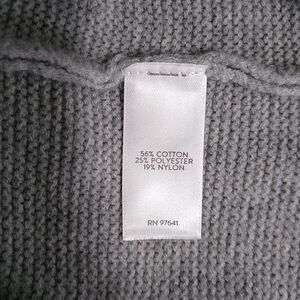 56% COTTON
25% POLYESTER
19% NYLON
RN 97641